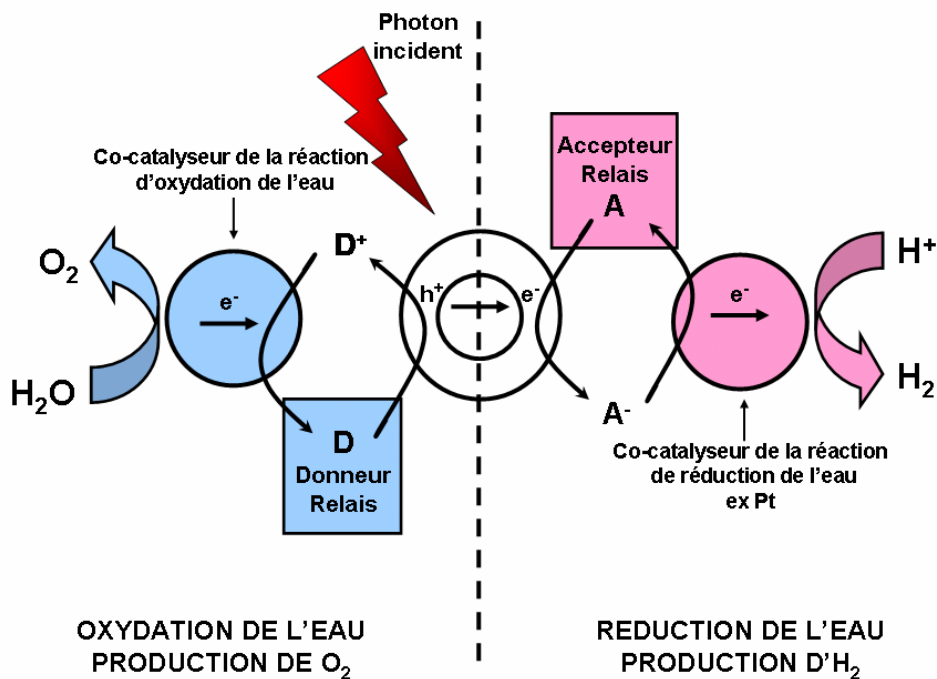 Photon
incident
Co-catalyseur de la réaction
d'oxydation de l'eau
Accepteur
Relais
A
O₂
H₂O
e⁻
D⁺
D
Donneur
Relais
h⁺
e⁻
A⁻
e⁻
H⁺
H₂
Co-catalyseur de la réaction
de réduction de l'eau
ex Pt
OXYDATION DE L'EAU
PRODUCTION DE O₂
REDUCTION DE L'EAU
PRODUCTION D'H₂